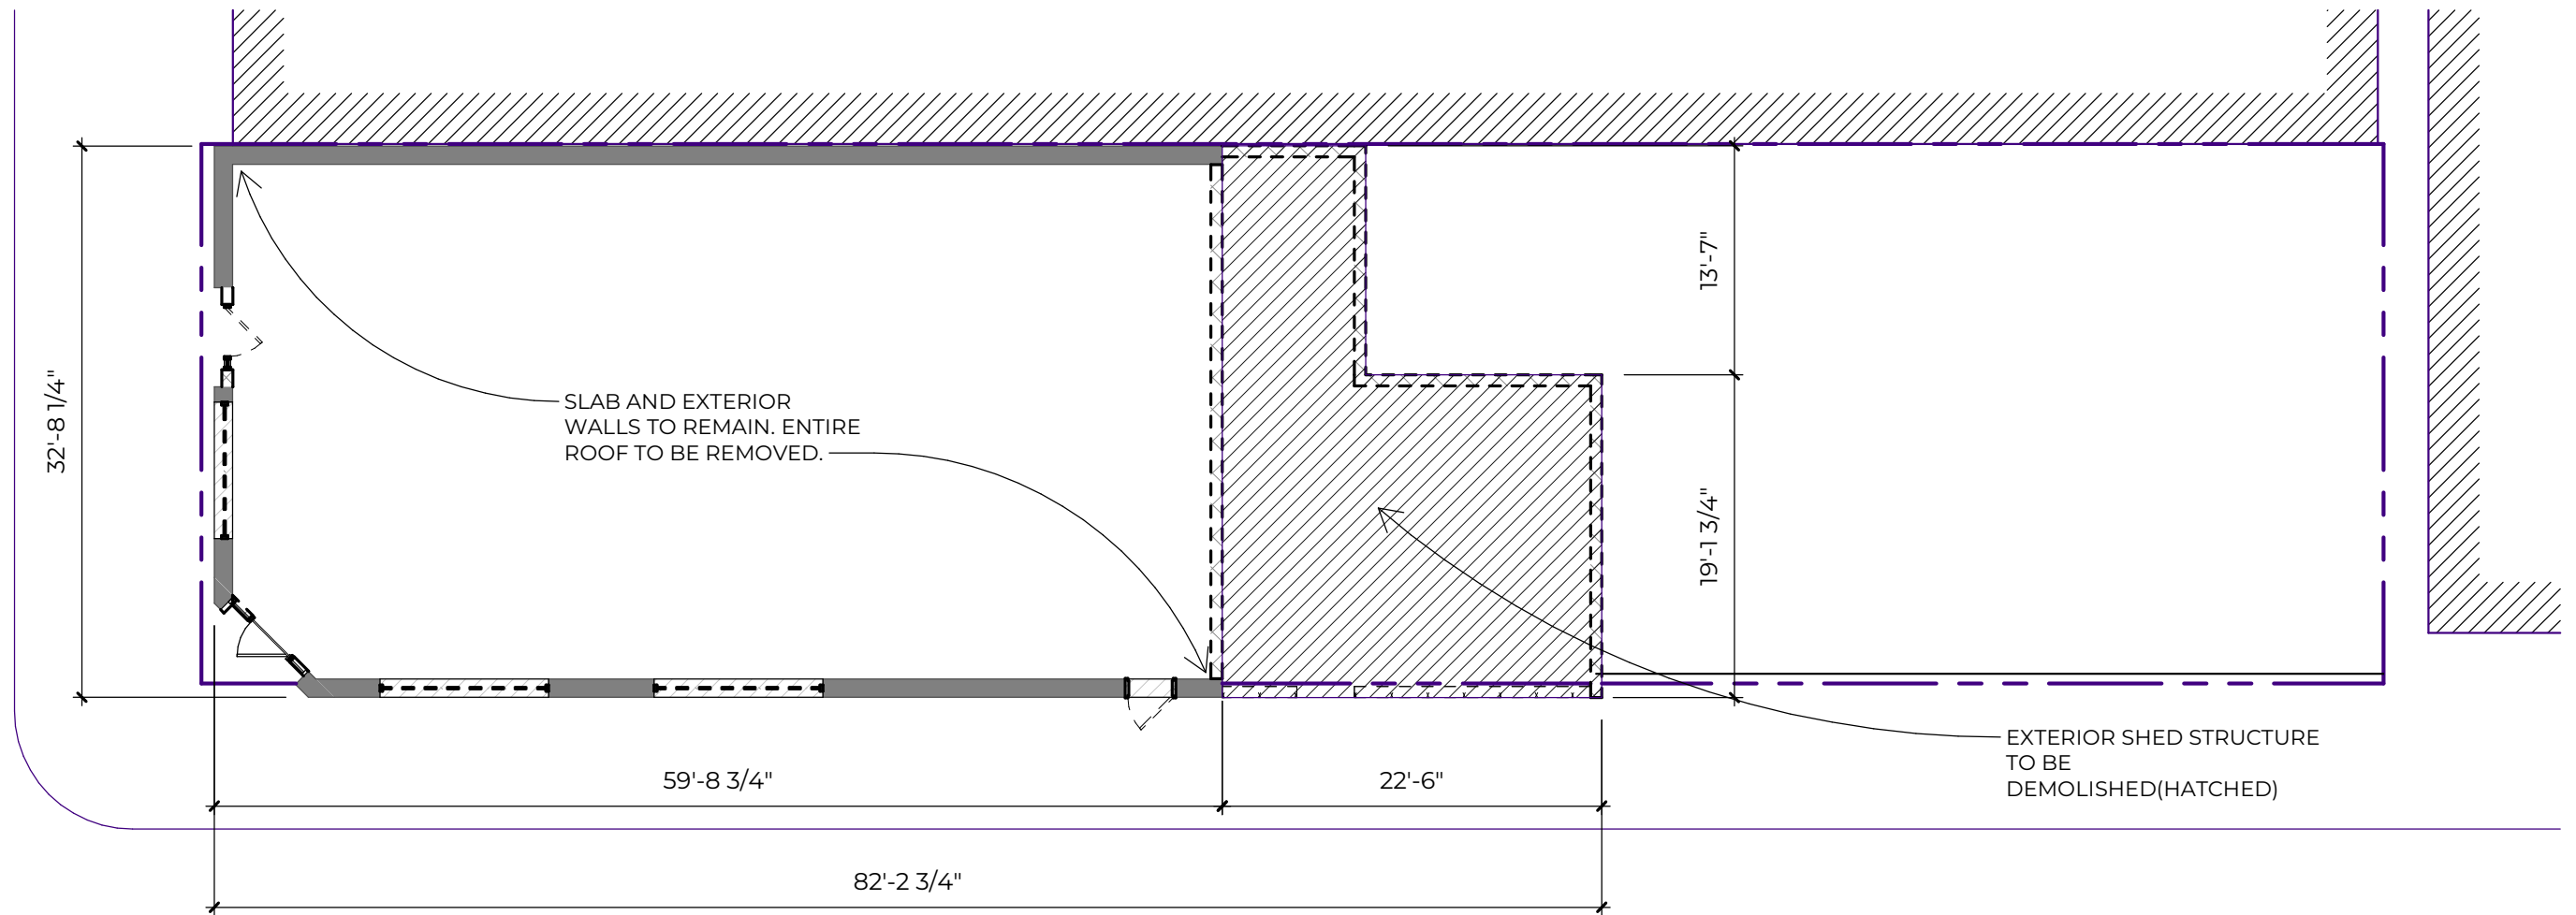 13'-7"
32'-8 1/4"
SLAB AND EXTERIOR
WALLS TO REMAIN. ENTIRE
ROOF TO BE REMOVED.
19'-1 3/4"
EXTERIOR SHED STRUCTURE
TO BE
DEMOLISHED(HATCHED)
59'-8 3/4"
22'-6"
82'-2 3/4"